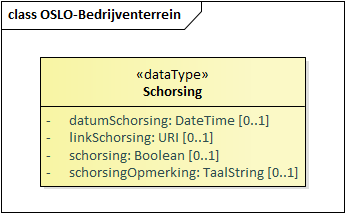 class OSLO-Bedrijventerrein
«dataType»
Schorsing
- datumSchorsing: DateTime [0..1]
- linkSchorsing: URI [0..1]
- schorsing: Boolean [0..1]
- schorsingOpmerking: TaalString [0..1]